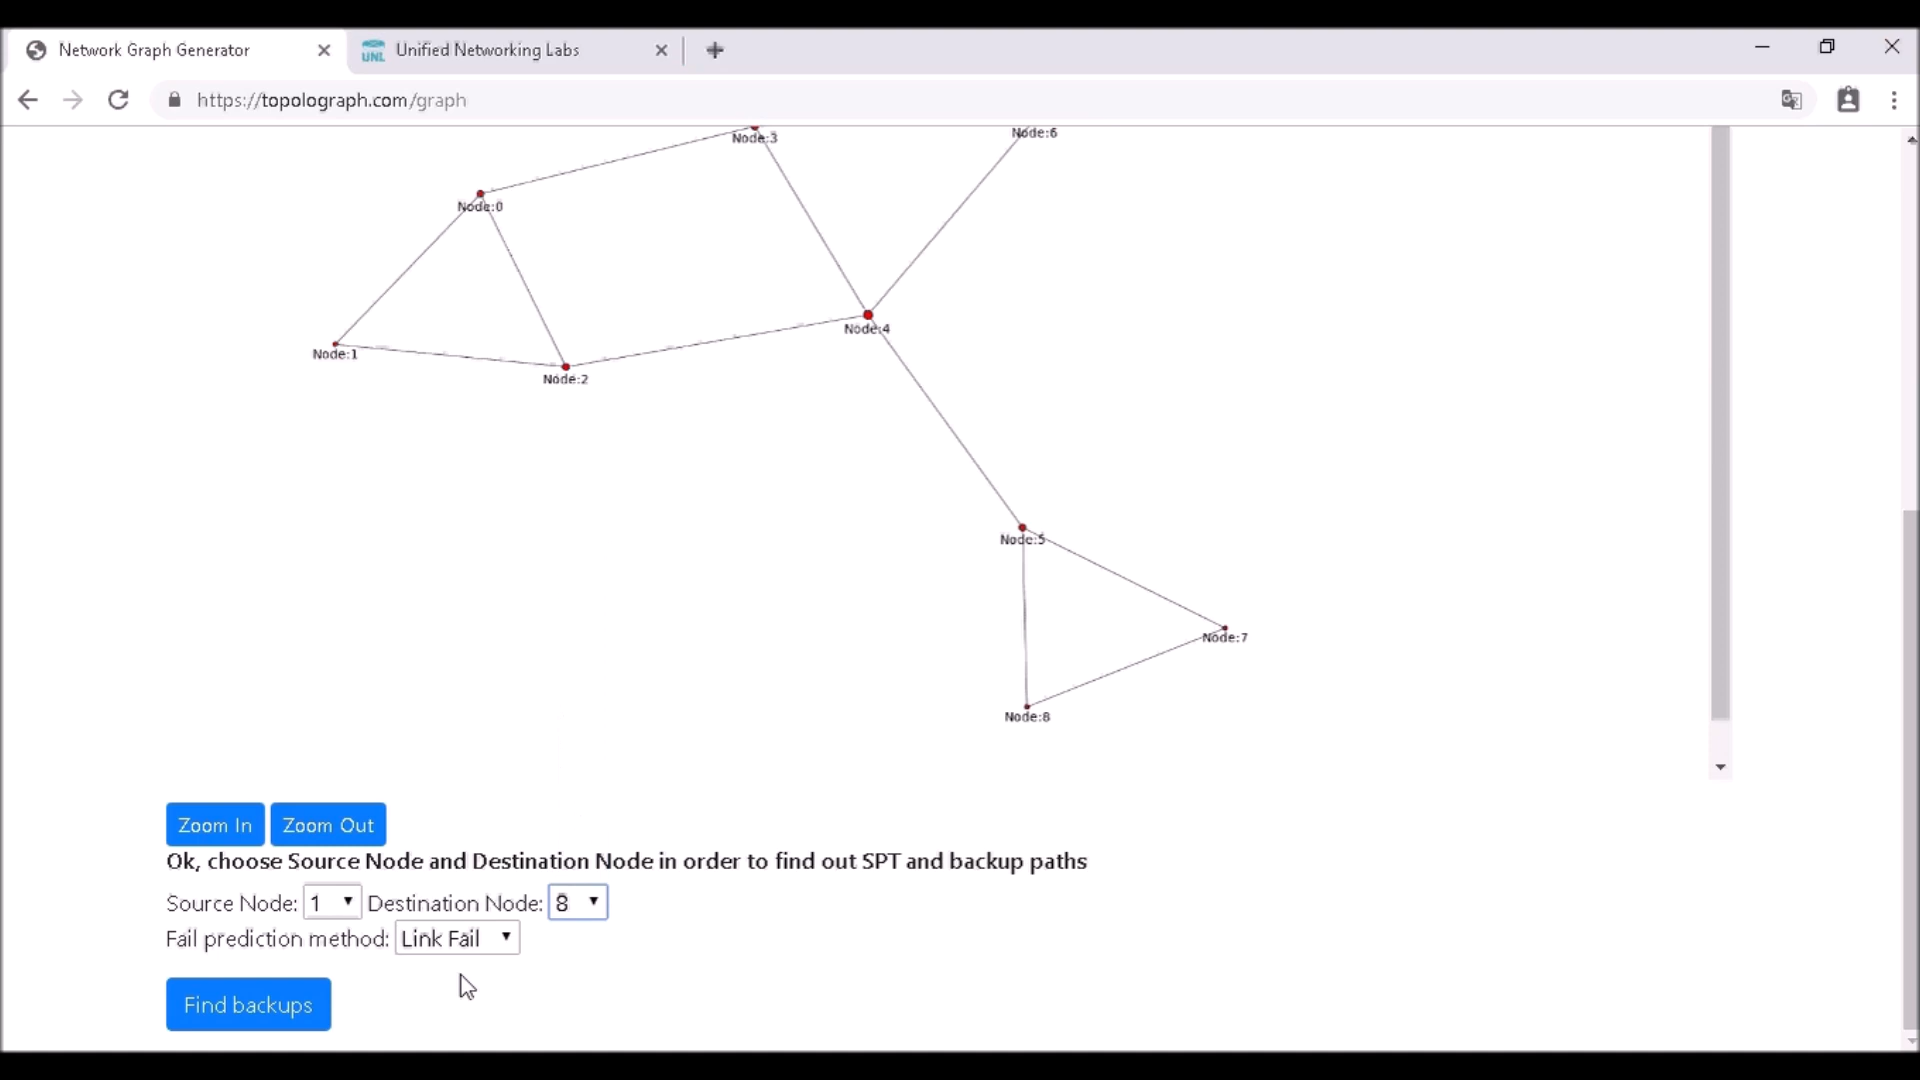 Network Graph Generator
UNL
Unified Networking Labs
https://topolograph.com/graph
Node:3
Node:6
Node:0
Node:4
Node:1
Node:2
Node:5
Node:7
Node:8
Zoom In
Zoom Out
Ok, choose Source Node and Destination Node in order to find out SPT and backup paths
Source Node: 1 Destination Node: 8
Fail prediction method: Link Fail
Find backups